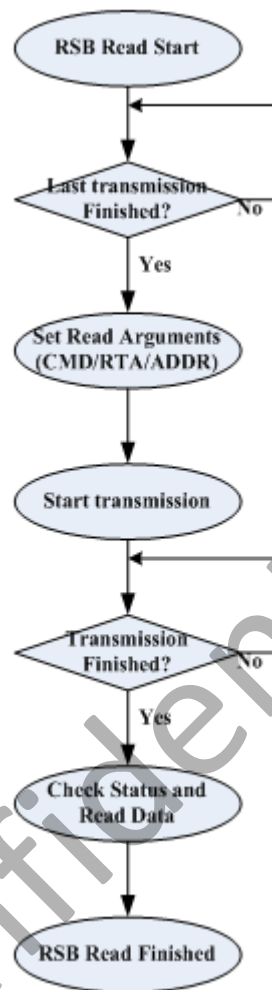 RSB Read Start
Last transmission
Finished?
No
Yes
Set Read Arguments
(CMD/RTA/ADDR)
Start transmission
Transmission
Finished?
No
Yes
Check Status and
Read Data
RSB Read Finished